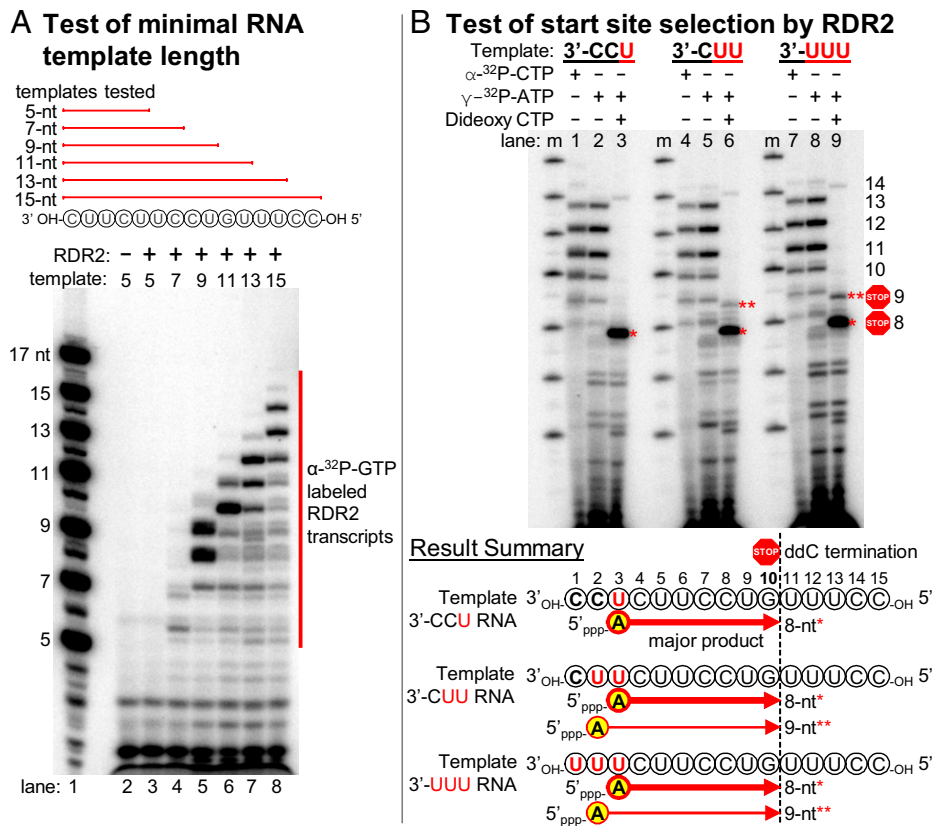 A Test of minimal RNA
template length
templates tested
5-nt
7-nt
9-nt
11-nt
13-nt
15-nt
3' OH-CUUCUUCCUGUUUCC-OH 5'
RDR2: - + + + + + +
template: 5 5 7 9 11 13 15
17 nt
15
13
11
9
7
5
α-³²P-GTP
labeled
RDR2
transcripts
lane: 1 2 3 4 5 6 7 8
B Test of start site selection by RDR2
Template: 3'-CCU 3'-CUU 3'-UUU
α-³²P-CTP + − − + − − + − −
γ-³²P-ATP − + + − + + − + +
Dideoxy CTP − − + − − + − − +
lane: m 1 2 3 m 4 5 6 m 7 8 9
14
13
12
11
10
** ** STOP 9
* * * STOP 8
Result Summary
STOP ddC termination
1 2 3 4 5 6 7 8 9 10 11 12 13 14 15
Template 3'OH-CCUCUUCCUGUUUCC-OH 5'
3'-CCU RNA 5'ppp-A 8-nt*
major product
Template 3'OH-CUUCUUCCUGUUUCC-OH 5'
3'-CUU RNA 5'ppp-A 8-nt*
5'ppp-A 9-nt**
Template 3'OH-UUUCUUCCUGUUUCC-OH 5'
3'-UUU RNA 5'ppp-A 8-nt*
5'ppp-A 9-nt**